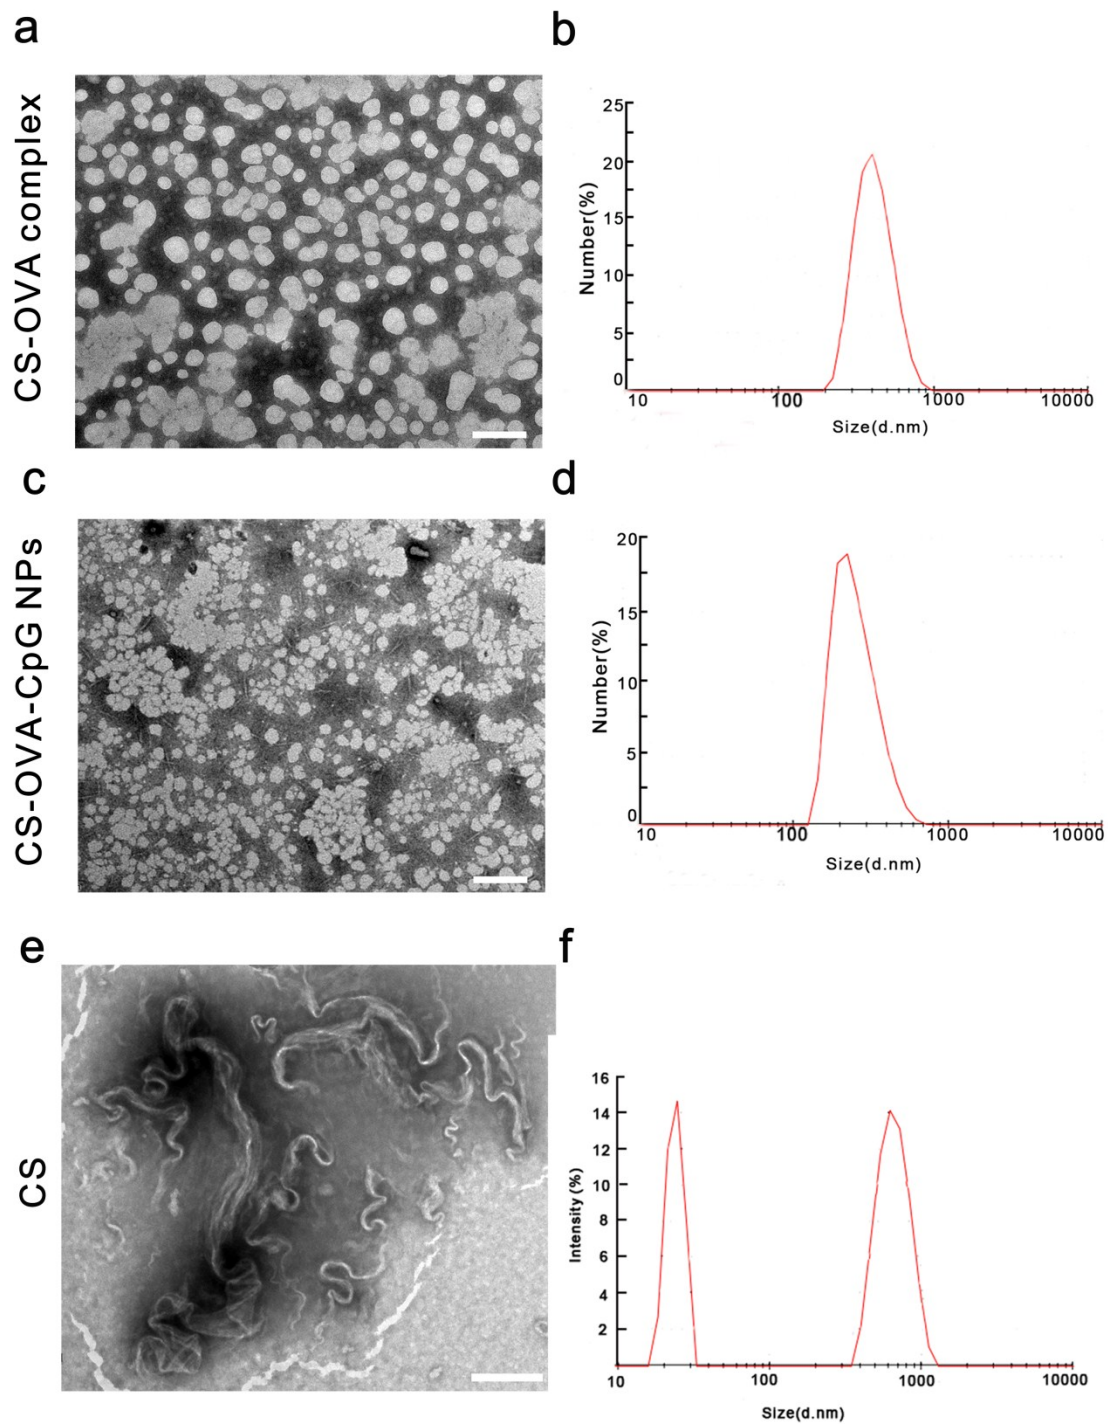 a
b
CS-OVA complex
25
20
15
10
5
0
Number(%)
10
100
1000
10000
Size(d.nm)
c
d
CS-OVA-CpG NPs
20
15
10
5
0
Number(%)
10
100
1000
10000
Size(d.nm)
e
f
CS
16
14
12
10
8
6
4
2
Intensity (%)
10
100
1000
10000
Size(d.nm)